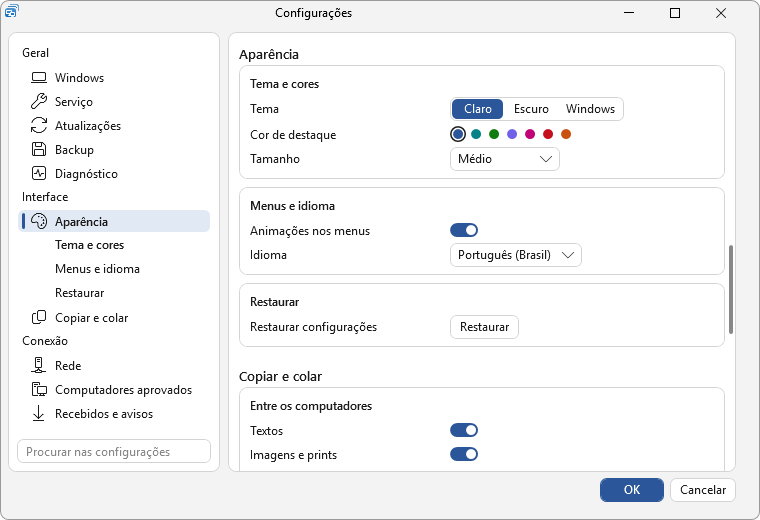 Configurações
Geral
Windows
Serviço
Atualizações
Backup
Diagnóstico
Interface
Aparência
Tema e cores
Menus e idioma
Restaurar
Copiar e colar
Conexão
Rede
Computadores aprovados
Recebidos e avisos
Procurar nas configurações
Aparência
Tema e cores
Tema Claro Escuro Windows
Cor de destaque
Tamanho Médio
Menus e idioma
Animações nos menus
Idioma Português (Brasil)
Restaurar
Restaurar configurações Restaurar
Copiar e colar
Entre os computadores
Textos
Imagens e prints
OK Cancelar